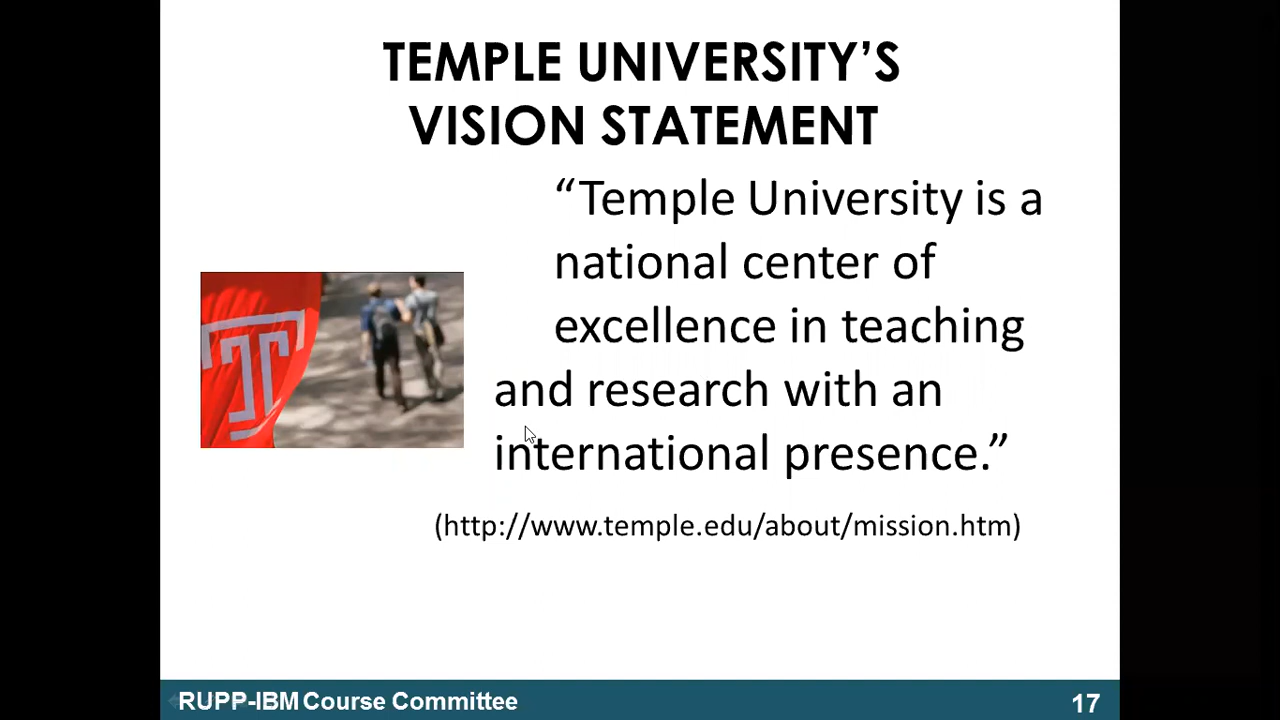 TEMPLE UNIVERSITY’S
VISION STATEMENT
“Temple University is a
national center of
excellence in teaching
and research with an
international presence.”
(http://www.temple.edu/about/mission.htm)
T
RUPP-IBM Course Committee
17